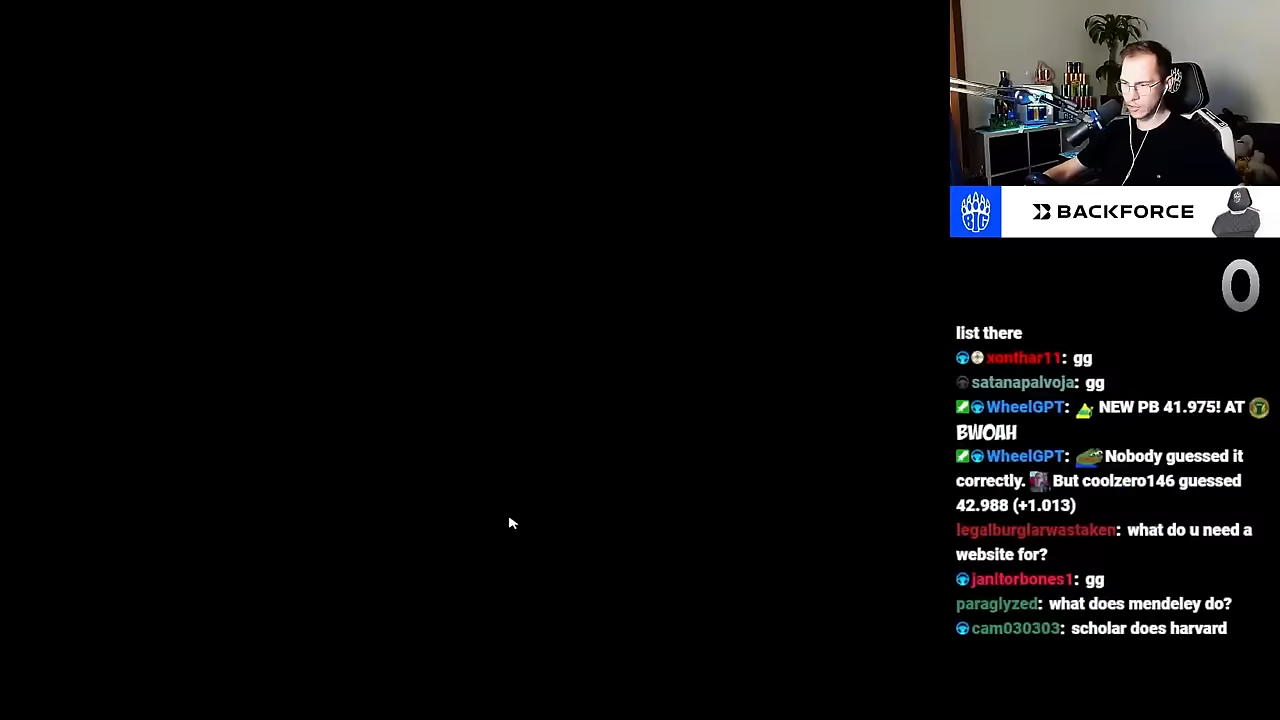 BIG
BACKFORCE
0
list there
xonthar11: gg
satanapalvoja: gg
WheelGPT: NEW PB 41.975! AT
BWOAH
WheelGPT: Nobody guessed it
correctly. But coolzero146 guessed
42.988 (+1.013)
legalburglarwastaken: what do u need a
website for?
janitorbones1: gg
paraglyzed: what does mendeley do?
cam030303: scholar does harvard